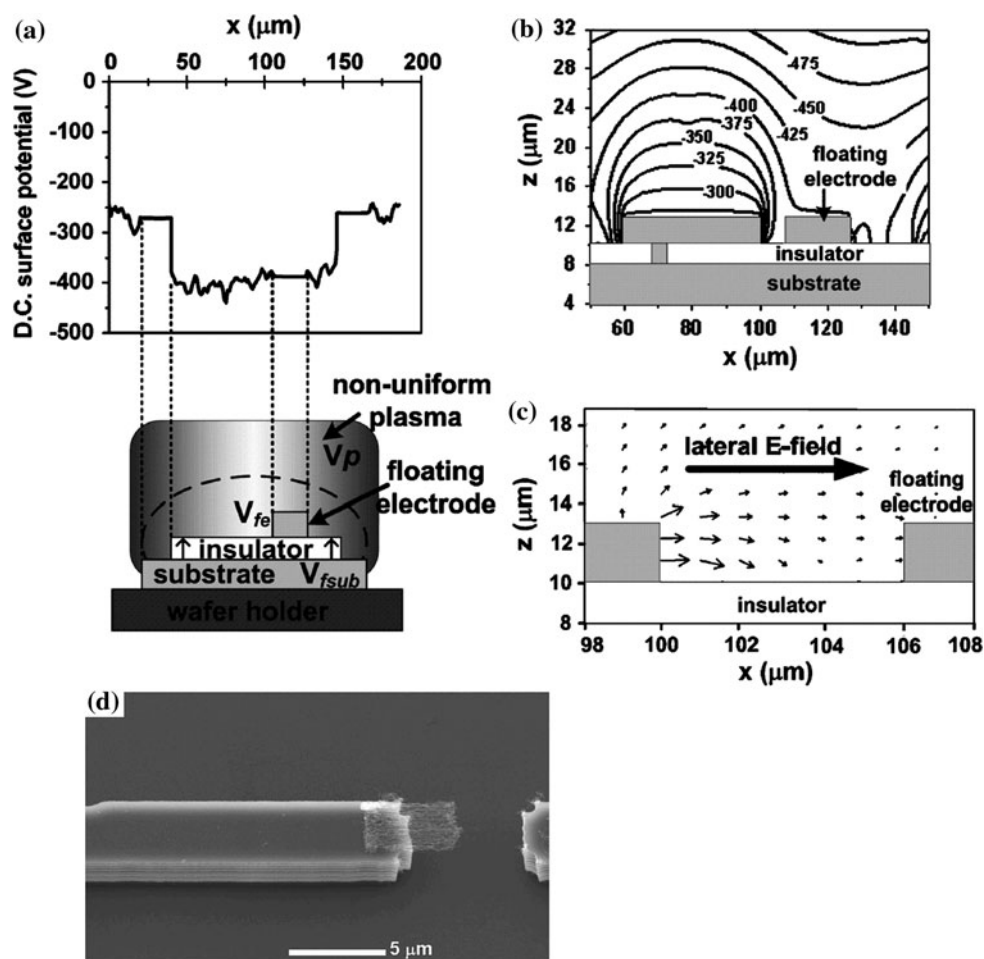 (a)
x (μm)
0 50 100 150 200
D.C. surface potential (V)
0
-100
-200
-300
-400
-500
non-uniform
plasma
Vp
floating
electrode
Vfe
insulator
substrate Vfsub
wafer holder
(b)
z (μm)
32
28
24
20
16
12
8
4
-475
-450
-400
-425
-375
-350
-325
-300
floating
electrode
insulator
substrate
60 80 100 120 140
x (μm)
(c)
z (μm)
18
16
14
12
10
8
lateral E-field
floating
electrode
insulator
98 100 102 104 106 108
x (μm)
(d)
5 μm